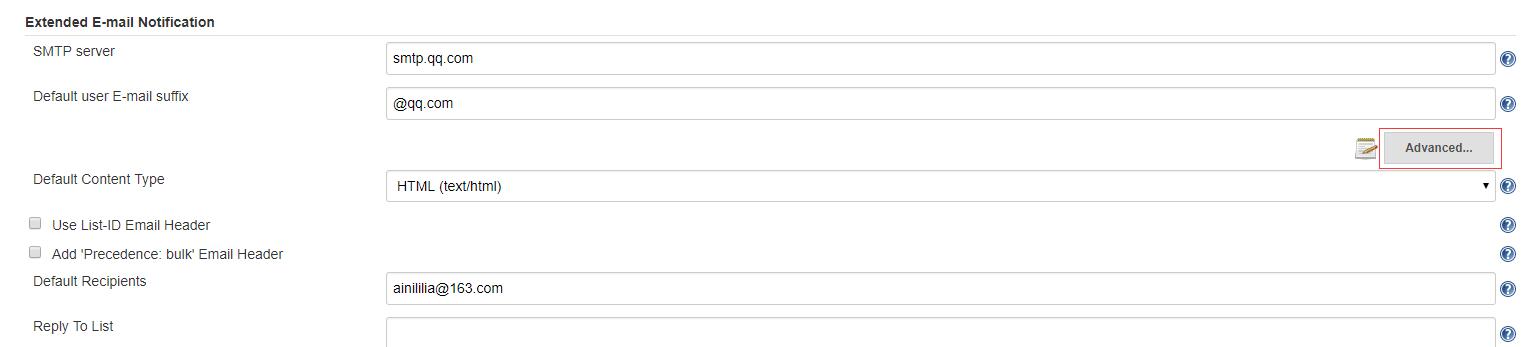 Extended E-mail Notification
SMTP server
smtp.qq.com
Default user E-mail suffix
@qq.com
Advanced...
Default Content Type
HTML (text/html)
Use List-ID Email Header
Add 'Precedence: bulk' Email Header
Default Recipients
ainililia@163.com
Reply To List